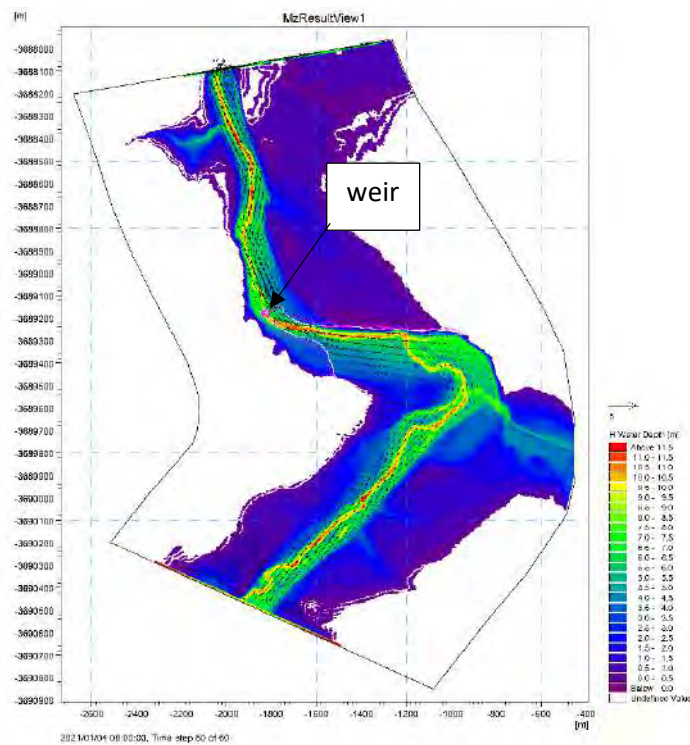 MzResultView1
[m]
-3688000
-3688100
-3688200
-3688300
-3688400
-3688500
-3688600
-3688700
-3688800
-3688900
-3689000
-3689100
-3689200
-3689300
-3689400
-3689500
-3689600
-3689700
-3689800
-3689900
-3690000
-3690100
-3690200
-3690300
-3690400
-3690500
-3690600
-3690700
-3690800
-3690900
weir
-2600 -2400 -2200 -2000 -1800 -1600 -1400 -1200 -1000 -800 -600 -400
[m]
H Water Depth [m]
Above 11.5
11.0 - 11.5
10.5 - 11.0
10.0 - 10.5
9.5 - 10.0
9.0 - 9.5
8.5 - 9.0
8.0 - 8.5
7.5 - 8.0
7.0 - 7.5
6.5 - 7.0
6.0 - 6.5
5.5 - 6.0
5.0 - 5.5
4.5 - 5.0
4.0 - 4.5
3.5 - 4.0
3.0 - 3.5
2.5 - 3.0
2.0 - 2.5
1.5 - 2.0
1.0 - 1.5
0.5 - 1.0
0.0 - 0.5
Below 0.0
Undefined Value
2021/01/04 08:00:00, Time step 60 of 60